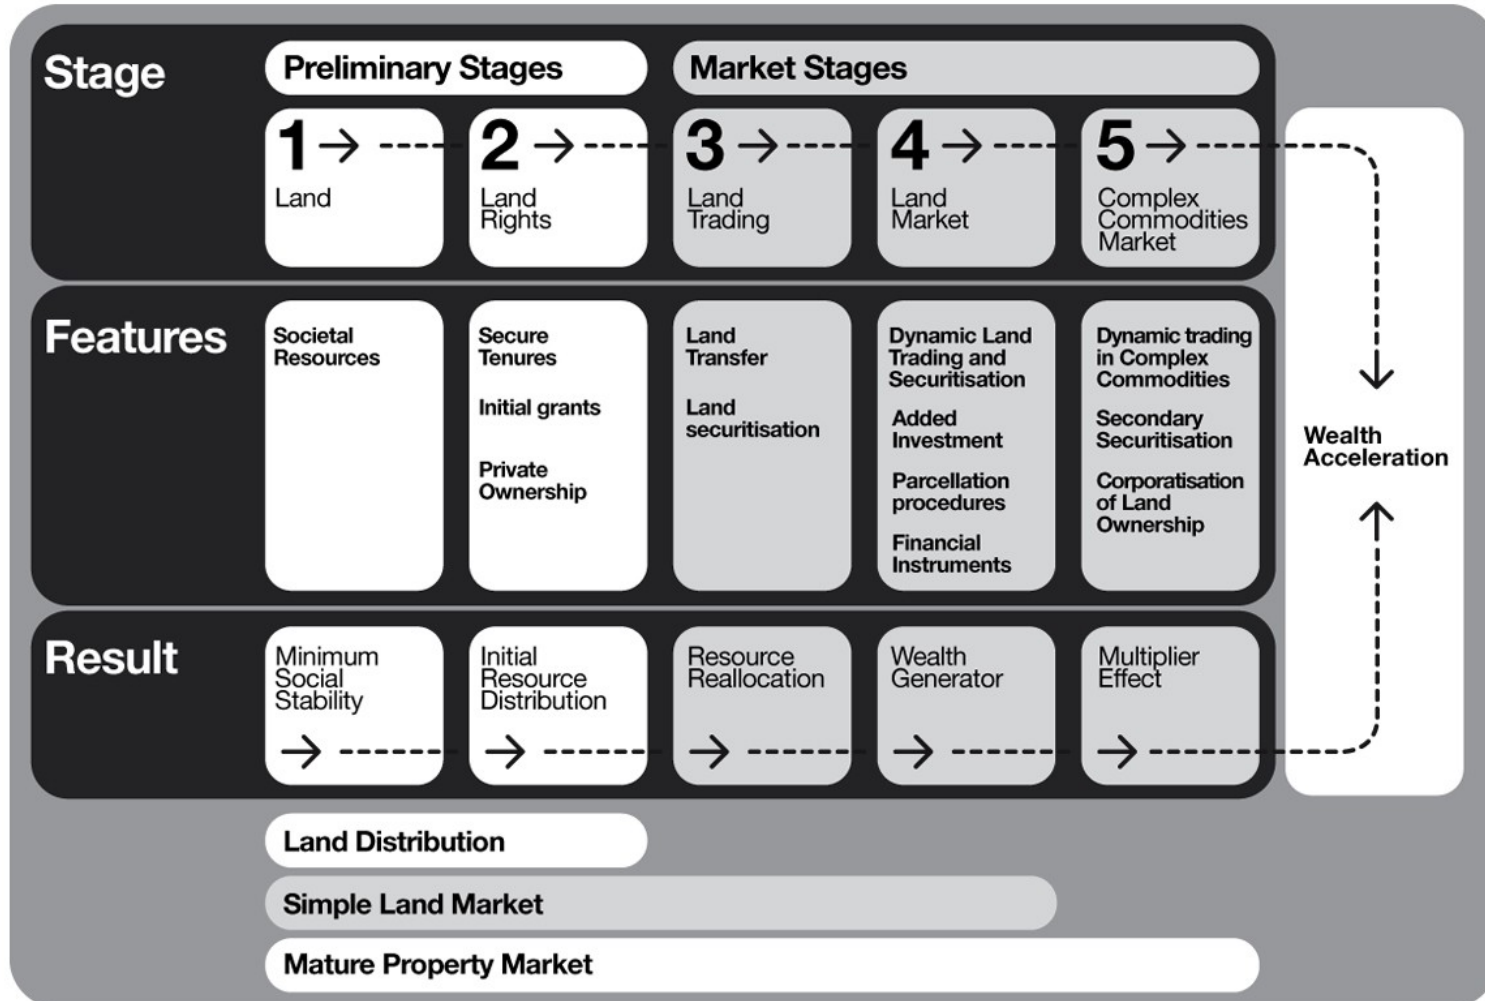 Stage
Preliminary Stages
Market Stages
1
Land
2
Land
Rights
3
Land
Trading
4
Land
Market
5
Complex
Commodities
Market
Features
Societal
Resources
Secure
Tenures
Initial grants
Private
Ownership
Land
Transfer
Land
securitisation
Dynamic Land
Trading and
Securitisation
Added
Investment
Parcellation
procedures
Financial
Instruments
Dynamic trading
in Complex
Commodities
Secondary
Securitisation
Corporatisation
of Land
Ownership
Wealth
Acceleration
Result
Minimum
Social
Stability
Initial
Resource
Distribution
Resource
Reallocation
Wealth
Generator
Multiplier
Effect
Land Distribution
Simple Land Market
Mature Property Market